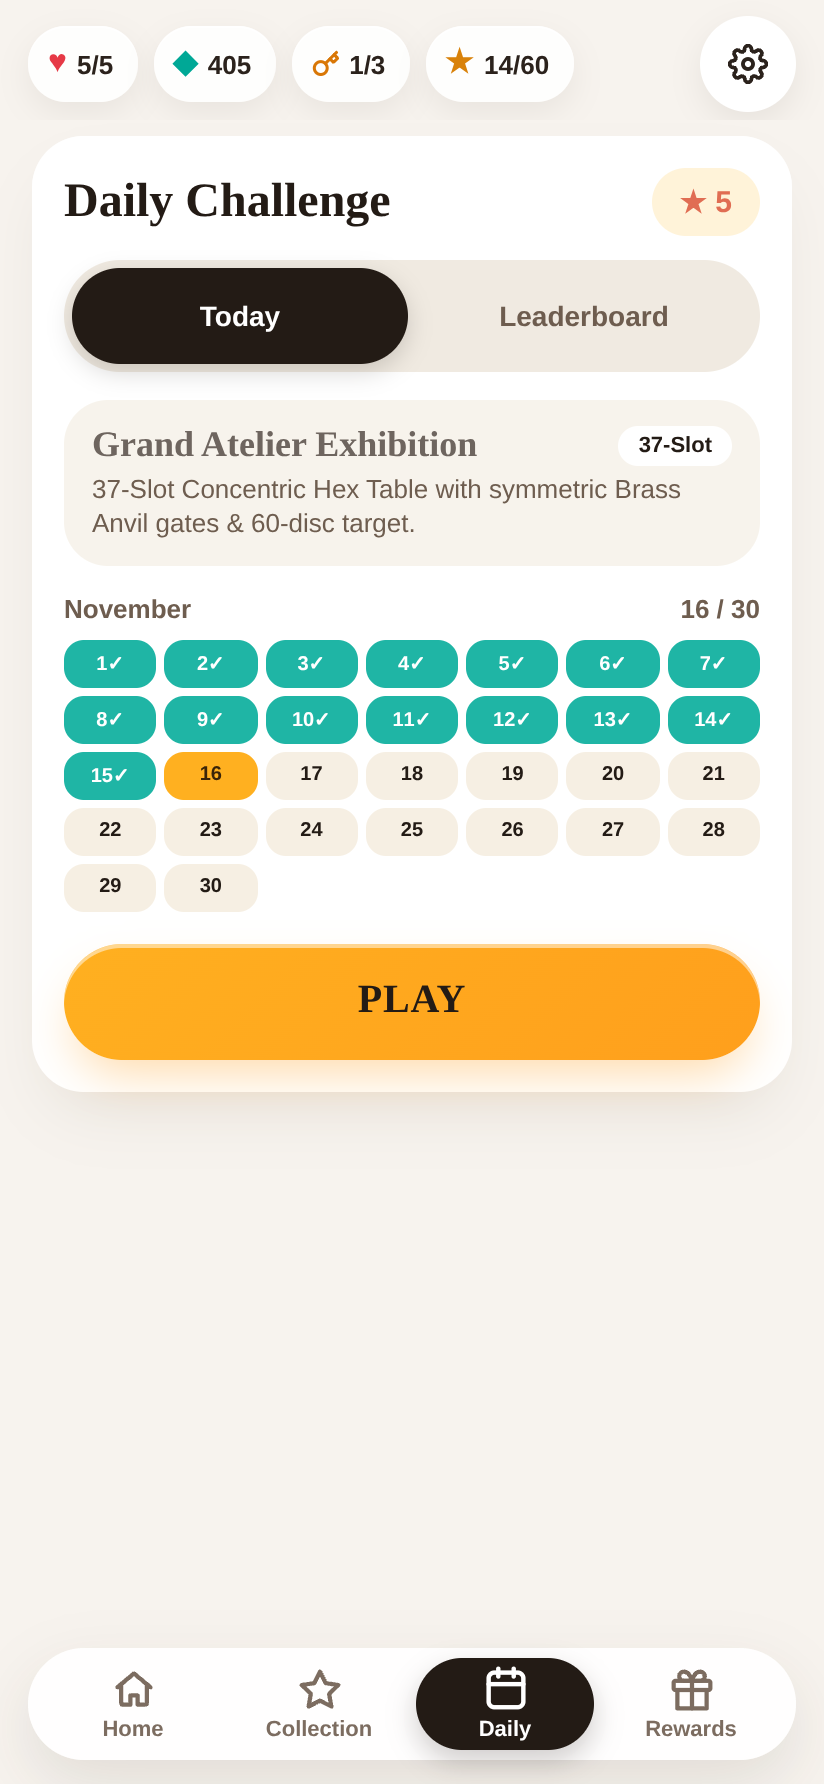 ♥ 5/5 ◆ 405 1/3 ★ 14/60
Daily Challenge
★ 5
Today Leaderboard
Grand Atelier Exhibition
37-Slot
37-Slot Concentric Hex Table with symmetric Brass
Anvil gates & 60-disc target.
November 16 / 30
1✓ 2✓ 3✓ 4✓ 5✓ 6✓ 7✓
8✓ 9✓ 10✓ 11✓ 12✓ 13✓ 14✓
15✓ 16 17 18 19 20 21
22 23 24 25 26 27 28
29 30
PLAY
Home Collection Daily Rewards